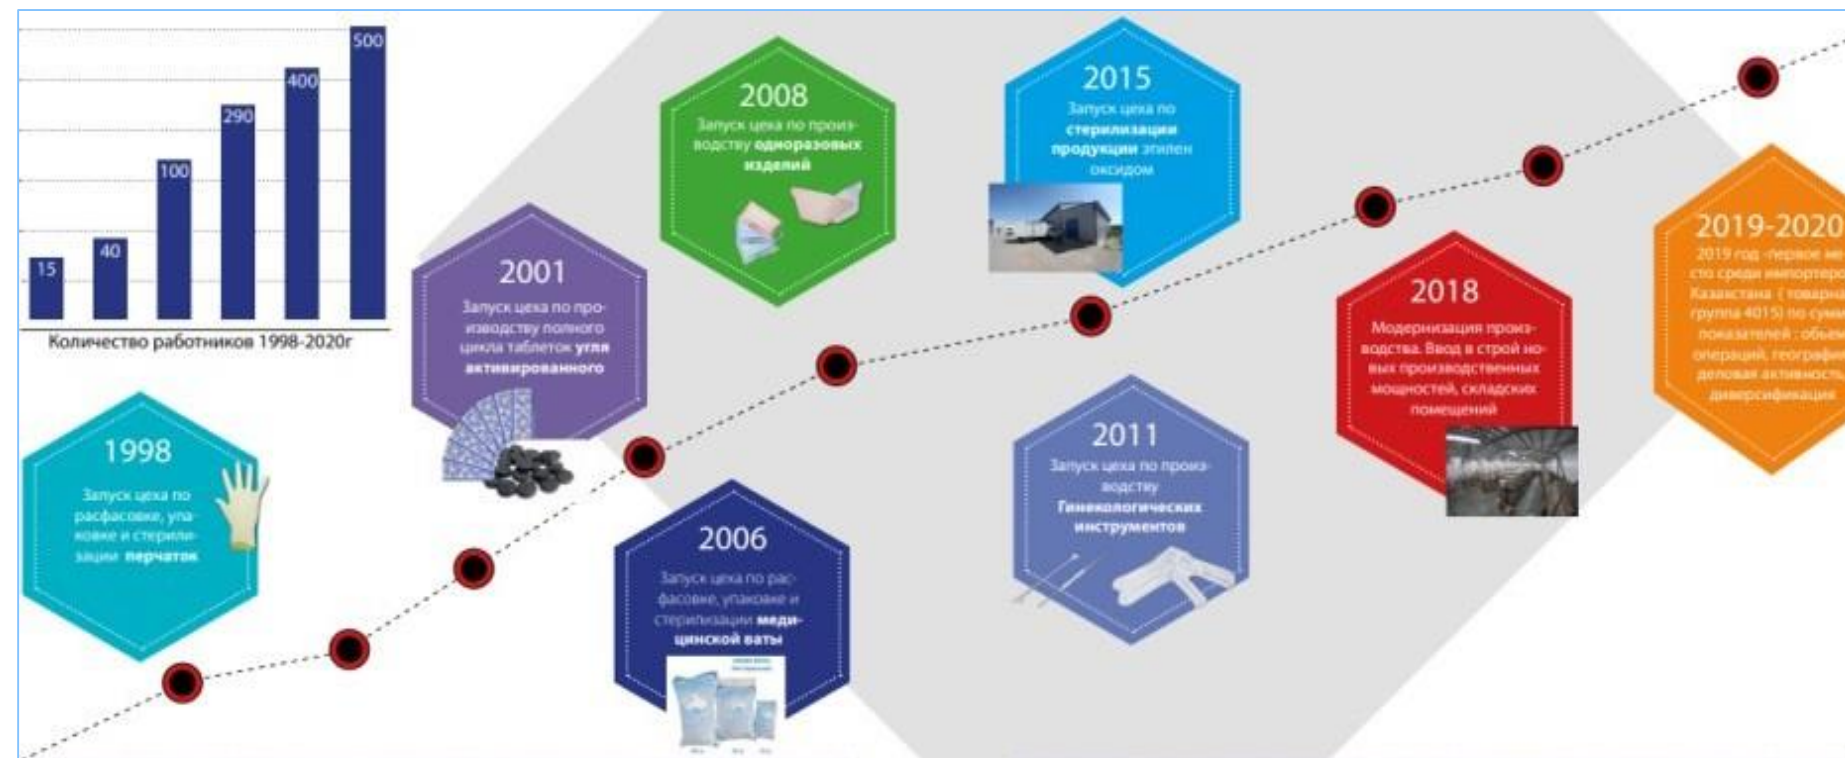 15
40
100
290
400
500
Количество работников 1998-2020г
1998
Запуск цеха по
расфасовке, упа-
ковке и стерили-
зации перчаток
2001
Запуск цеха по про-
изводству полного
цикла таблеток угля
активированного
2006
Запуск цеха по рас-
фасовке, упаковке и
стерилизации меди-
цинской ваты
2008
Запуск цеха по произ-
водству одноразовых
изделий
2011
Запуск цеха по произ-
водству
Гинекологических
инструментов
2015
Запуск цеха по
стерилизации
продукции этилен
оксидом
2018
Модернизация произ-
водства. Ввод в строй но-
вых производственных
мощностей, складских
помещений
2019-2020
2019 год -первое ме
сто среди импортеро
Казахстана ( товарна
группа 4015) по сумм
показателей : объем
операций, географи
деловая активность,
диверсификация